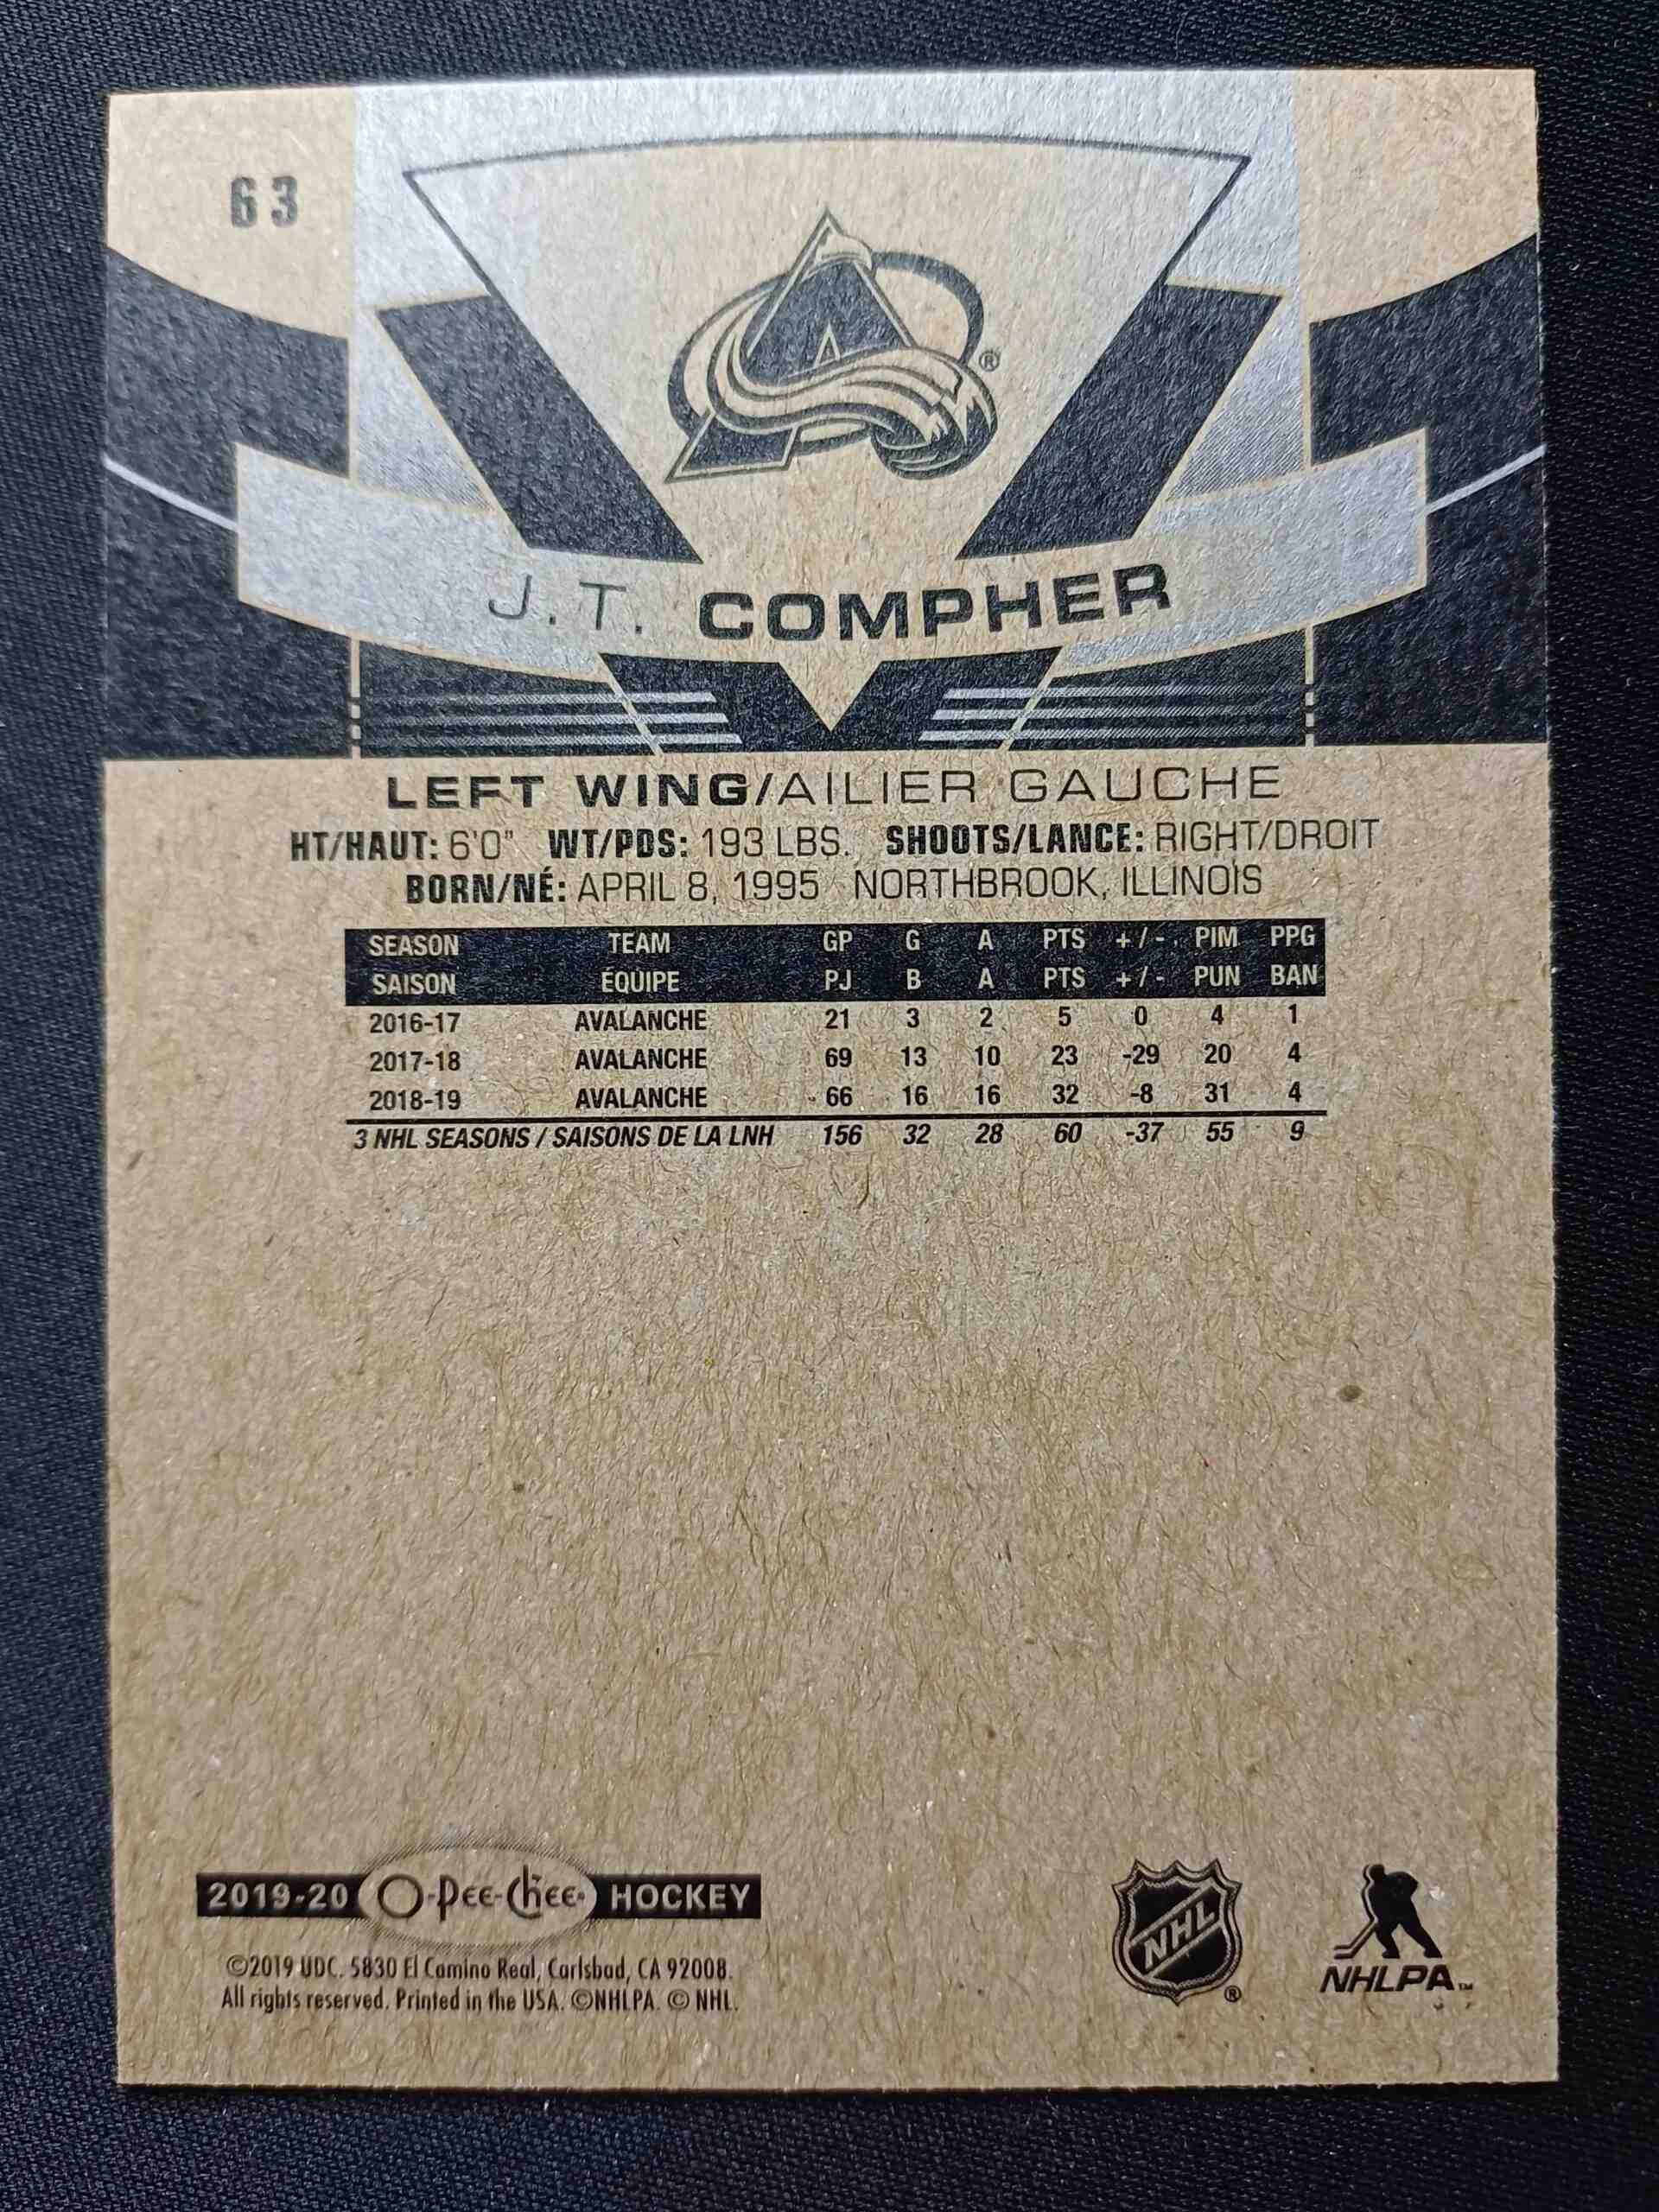 63
J.T. COMPHER
LEFT WING/AILIER GAUCHE
HT/HAUT: 6'0" WT/PDS: 193 LBS. SHOOTS/LANCE: RIGHT/DROIT
BORN/NÉ: APRIL 8, 1995 NORTHBROOK, ILLINOIS
SEASON TEAM GP G A PTS +/- PIM PPG
SAISON ÉQUIPE PJ B A PTS +/- PUN BAN
2016-17 AVALANCHE 21 3 2 5 0 4 1
2017-18 AVALANCHE 69 13 10 23 -29 20 4
2018-19 AVALANCHE 66 16 16 32 -8 31 4
3 NHL SEASONS / SAISONS DE LA LNH 156 32 28 60 -37 55 9
2019-20 O-Pee-Chee HOCKEY
©2019 UDC. 5830 El Camino Real, Carlsbad, CA 92008.
All rights reserved. Printed in the USA. ©NHLPA. © NHL.
NHL ®
NHLPA™